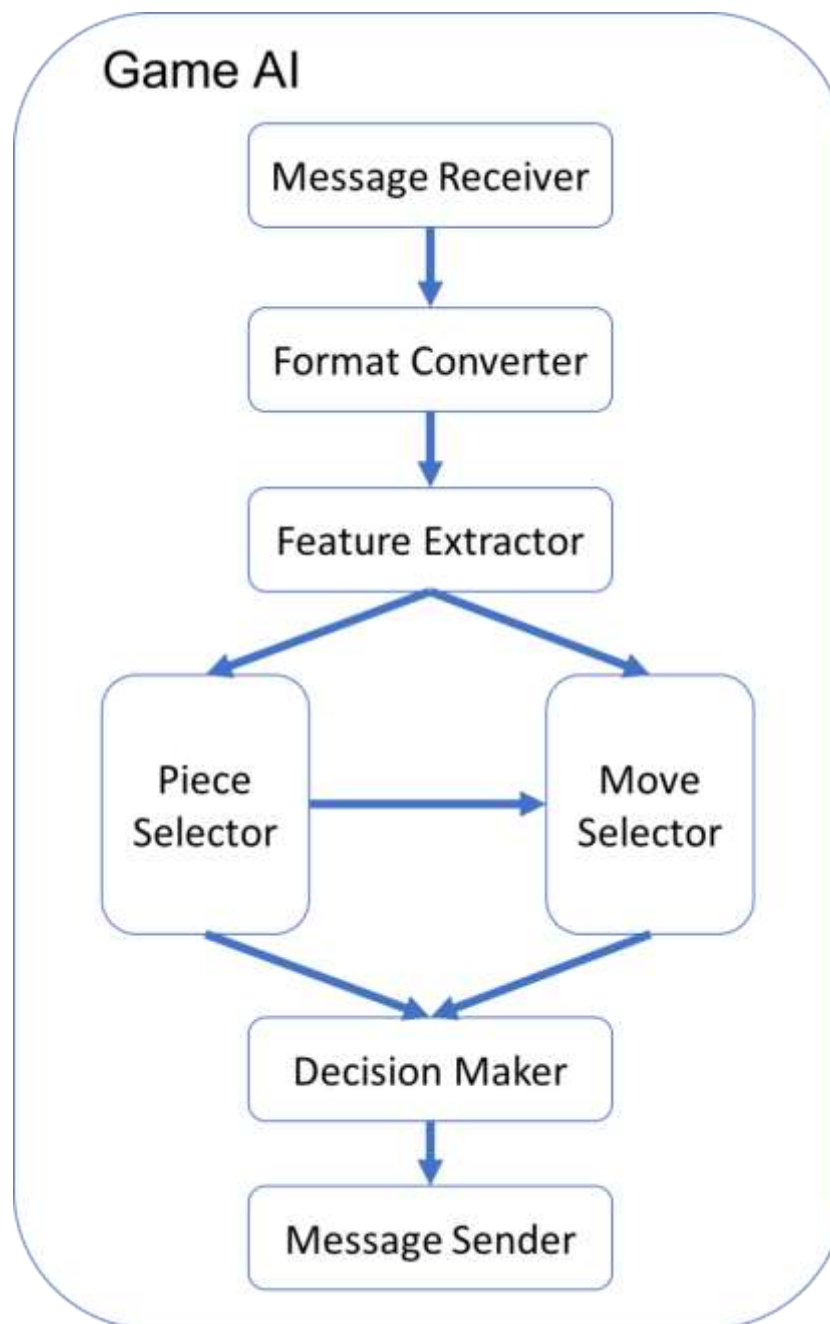 Game AI
Message Receiver
Format Converter
Feature Extractor
Piece
Selector
Move
Selector
Decision Maker
Message Sender